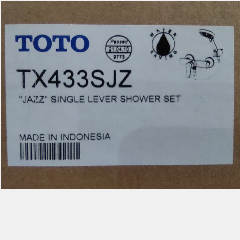 TOTO
TX433SJZ
"JAZZ" SINGLE LEVER SHOWER SET
MADE IN INDONESIA